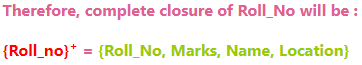 Therefore, complete closure of Roll_No will be :
{Roll_no}⁺ = {Roll_No, Marks, Name, Location}